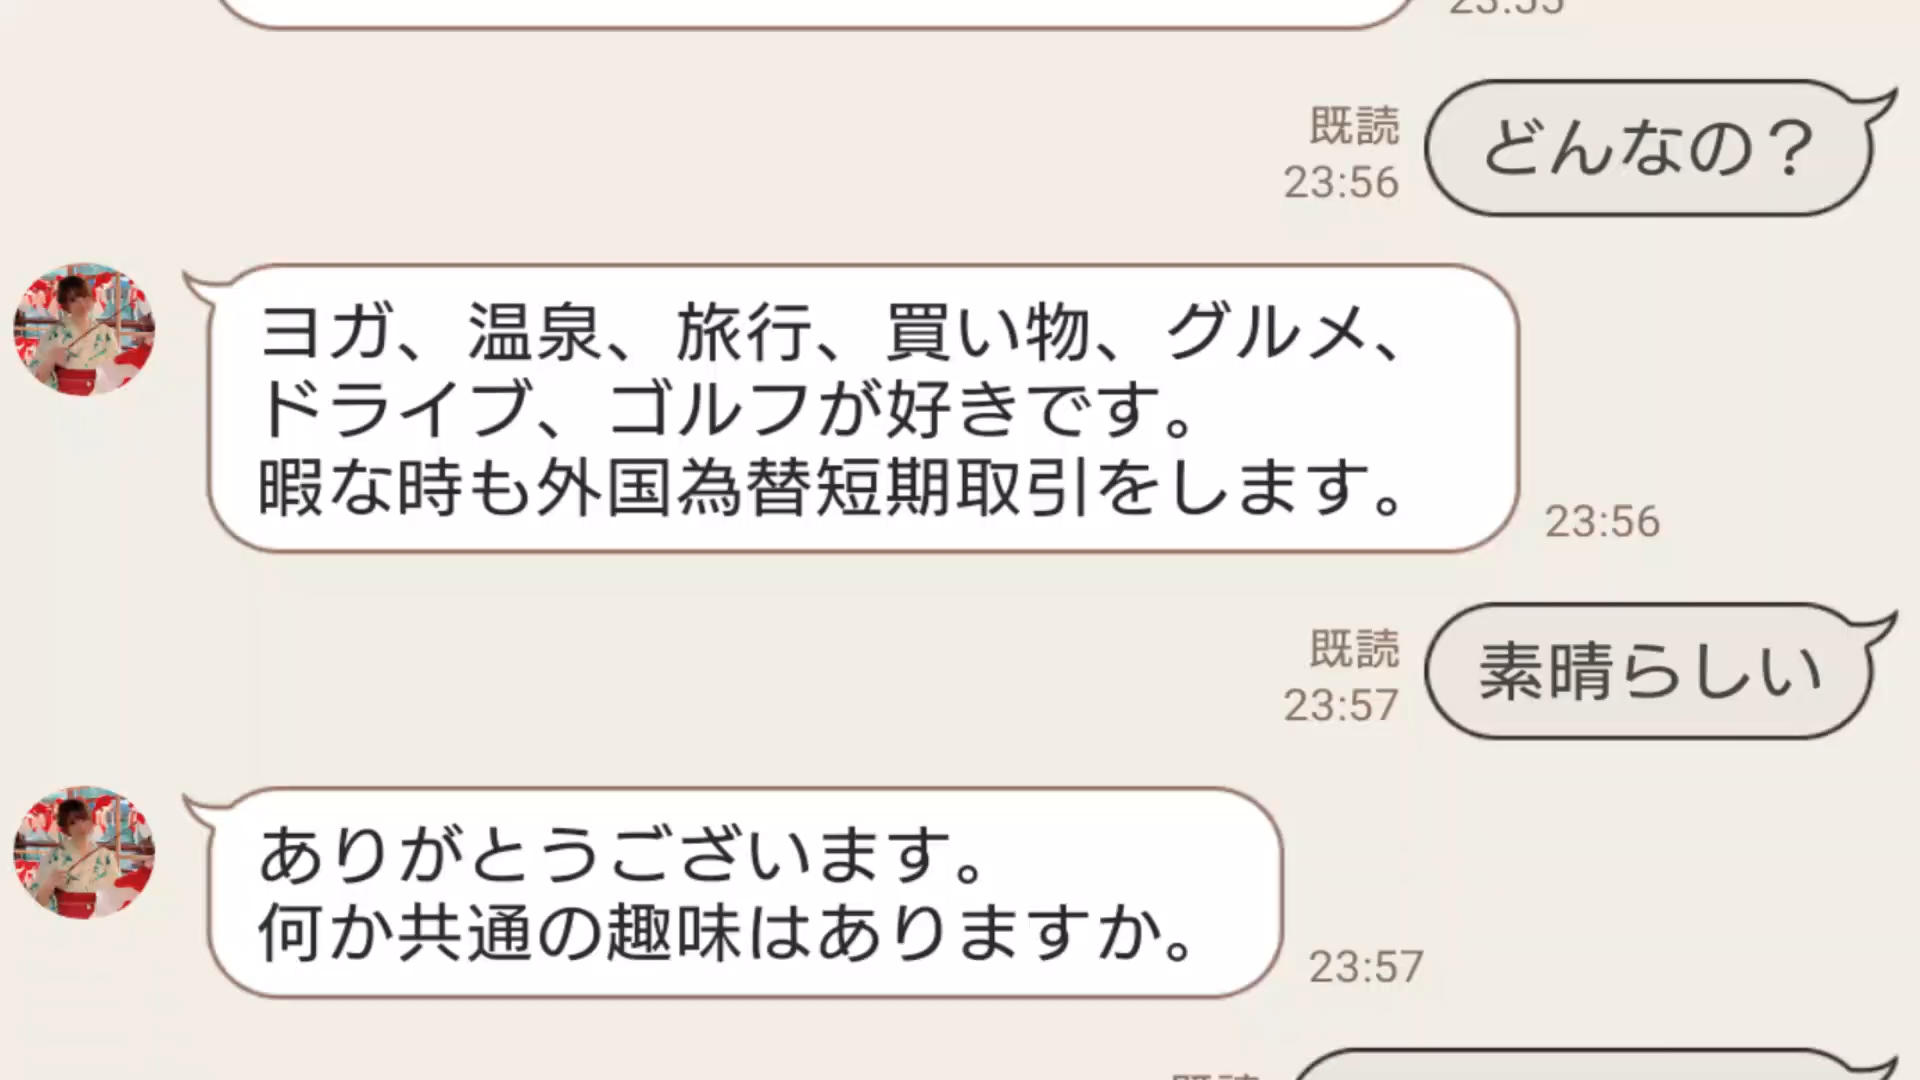 既読
23:56
どんなの？
ヨガ、温泉、旅行、買い物、グルメ、
ドライブ、ゴルフが好きです。
暇な時も外国為替短期取引をします。
23:56
既読
23:57
素晴らしい
ありがとうございます。
何か共通の趣味はありますか。
23:57